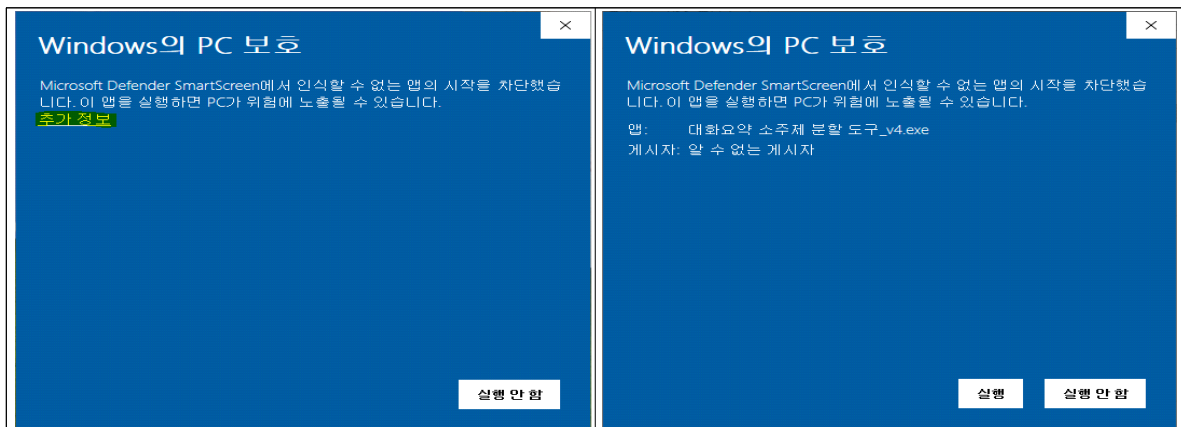 Windows의 PC 보호
Microsoft Defender SmartScreen에서 인식할 수 없는 앱의 시작을 차단했습
니다. 이 앱을 실행하면 PC가 위험에 노출될 수 있습니다.
추가 정보
실행 안 함
Windows의 PC 보호
Microsoft Defender SmartScreen에서 인식할 수 없는 앱의 시작을 차단했습
니다. 이 앱을 실행하면 PC가 위험에 노출될 수 있습니다.
앱: 대화요약 소주제 분할 도구_v4.exe
게시자: 알 수 없는 게시자
실행 실행 안 함